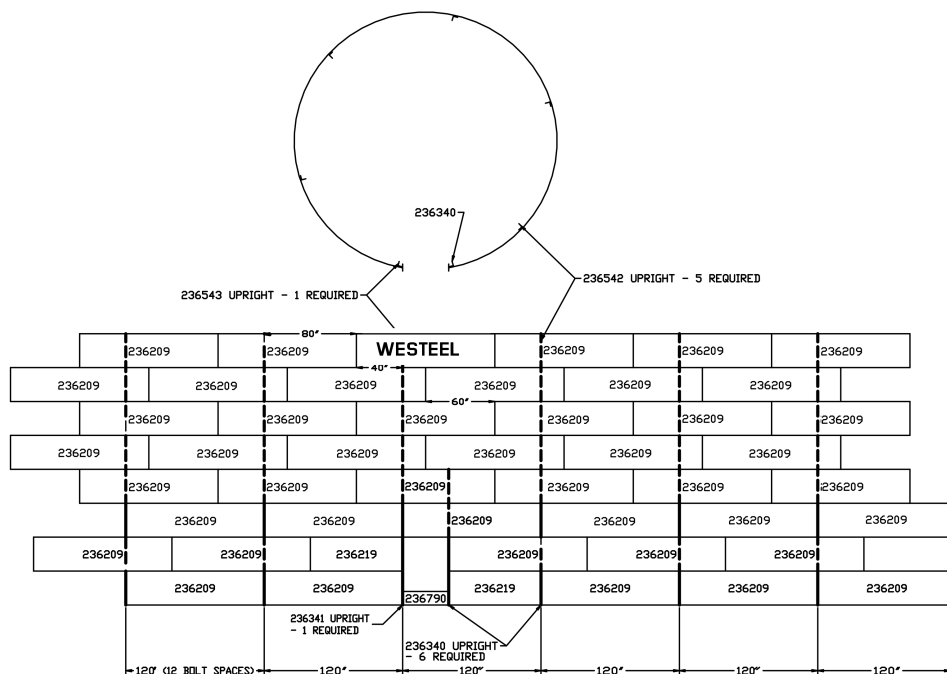 236340
236543 UPRIGHT - 1 REQUIRED
236542 UPRIGHT - 5 REQUIRED
80"
236209 236209 WESTEEL 236209 236209 236209
40"
236209 236209 236209 236209 236209 236209
60"
236209 236209 236209 236209 236209 236209
236209 236209 236209 236209 236209 236209
236209 236209 236209 236209 236209 236209
236209 236209 236209 236209 236209 236209
236209 236209 236219 236209 236209 236209
236209 236209 236790 236219 236209 236209
236341 UPRIGHT
- 1 REQUIRED
236340 UPRIGHT
- 6 REQUIRED
120" (12 BOLT SPACES) 120" 120" 120" 120" 120"